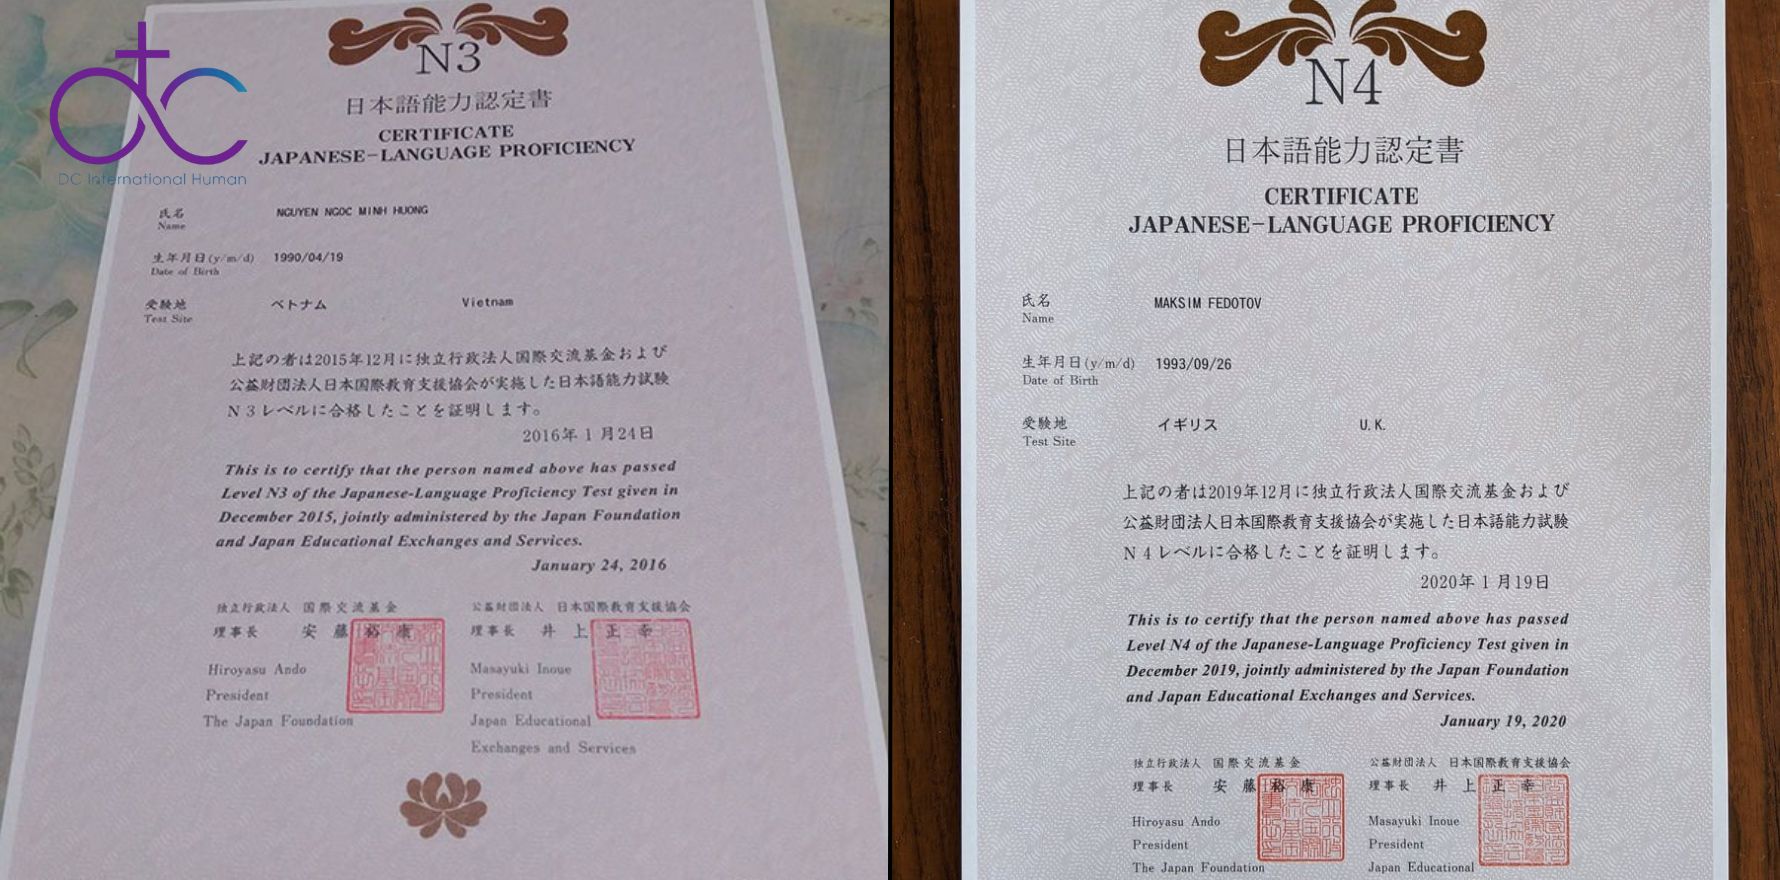 dtc
DC International Human
N3
日本語能力認定書
CERTIFICATE
JAPANESE-LANGUAGE PROFICIENCY
氏名
Name
NGUYEN NGOC MINH HUONG
生年月日(y/m/d) 1990/04/19
Date of Birth
受験地 ベトナム Vietnam
Test Site
上記の者は2015年12月に独立行政法人国際交流基金および
公益財団法人日本国際教育支援協会が実施した日本語能力試験
N3レベルに合格したことを証明します。
2016年1月24日
This is to certify that the person named above has passed
Level N3 of the Japanese-Language Proficiency Test given in
December 2015, jointly administered by the Japan Foundation
and Japan Educational Exchanges and Services.
January 24, 2016
独立行政法人 国際交流基金
理事長 安藤裕康
Hiroyasu Ando
President
The Japan Foundation
公益財団法人 日本国際教育支援協会
理事長 井上正幸
Masayuki Inoue
President
Japan Educational
Exchanges and Services
N4
日本語能力認定書
CERTIFICATE
JAPANESE-LANGUAGE PROFICIENCY
氏名 MAKSIM FEDOTOV
Name
生年月日(y/m/d) 1993/09/26
Date of Birth
受験地 イギリス U.K.
Test Site
上記の者は2019年12月に独立行政法人国際交流基金および
公益財団法人日本国際教育支援協会が実施した日本語能力試験
N4レベルに合格したことを証明します。
2020年1月19日
This is to certify that the person named above has passed
Level N4 of the Japanese-Language Proficiency Test given in
December 2019, jointly administered by the Japan Foundation
and Japan Educational Exchanges and Services.
January 19, 2020
独立行政法人 国際交流基金
理事長 安藤裕康
Hiroyasu Ando
President
The Japan Foundation
公益財団法人 日本国際教育支援協会
理事長 井上正幸
Masayuki Inoue
President
Japan Educational